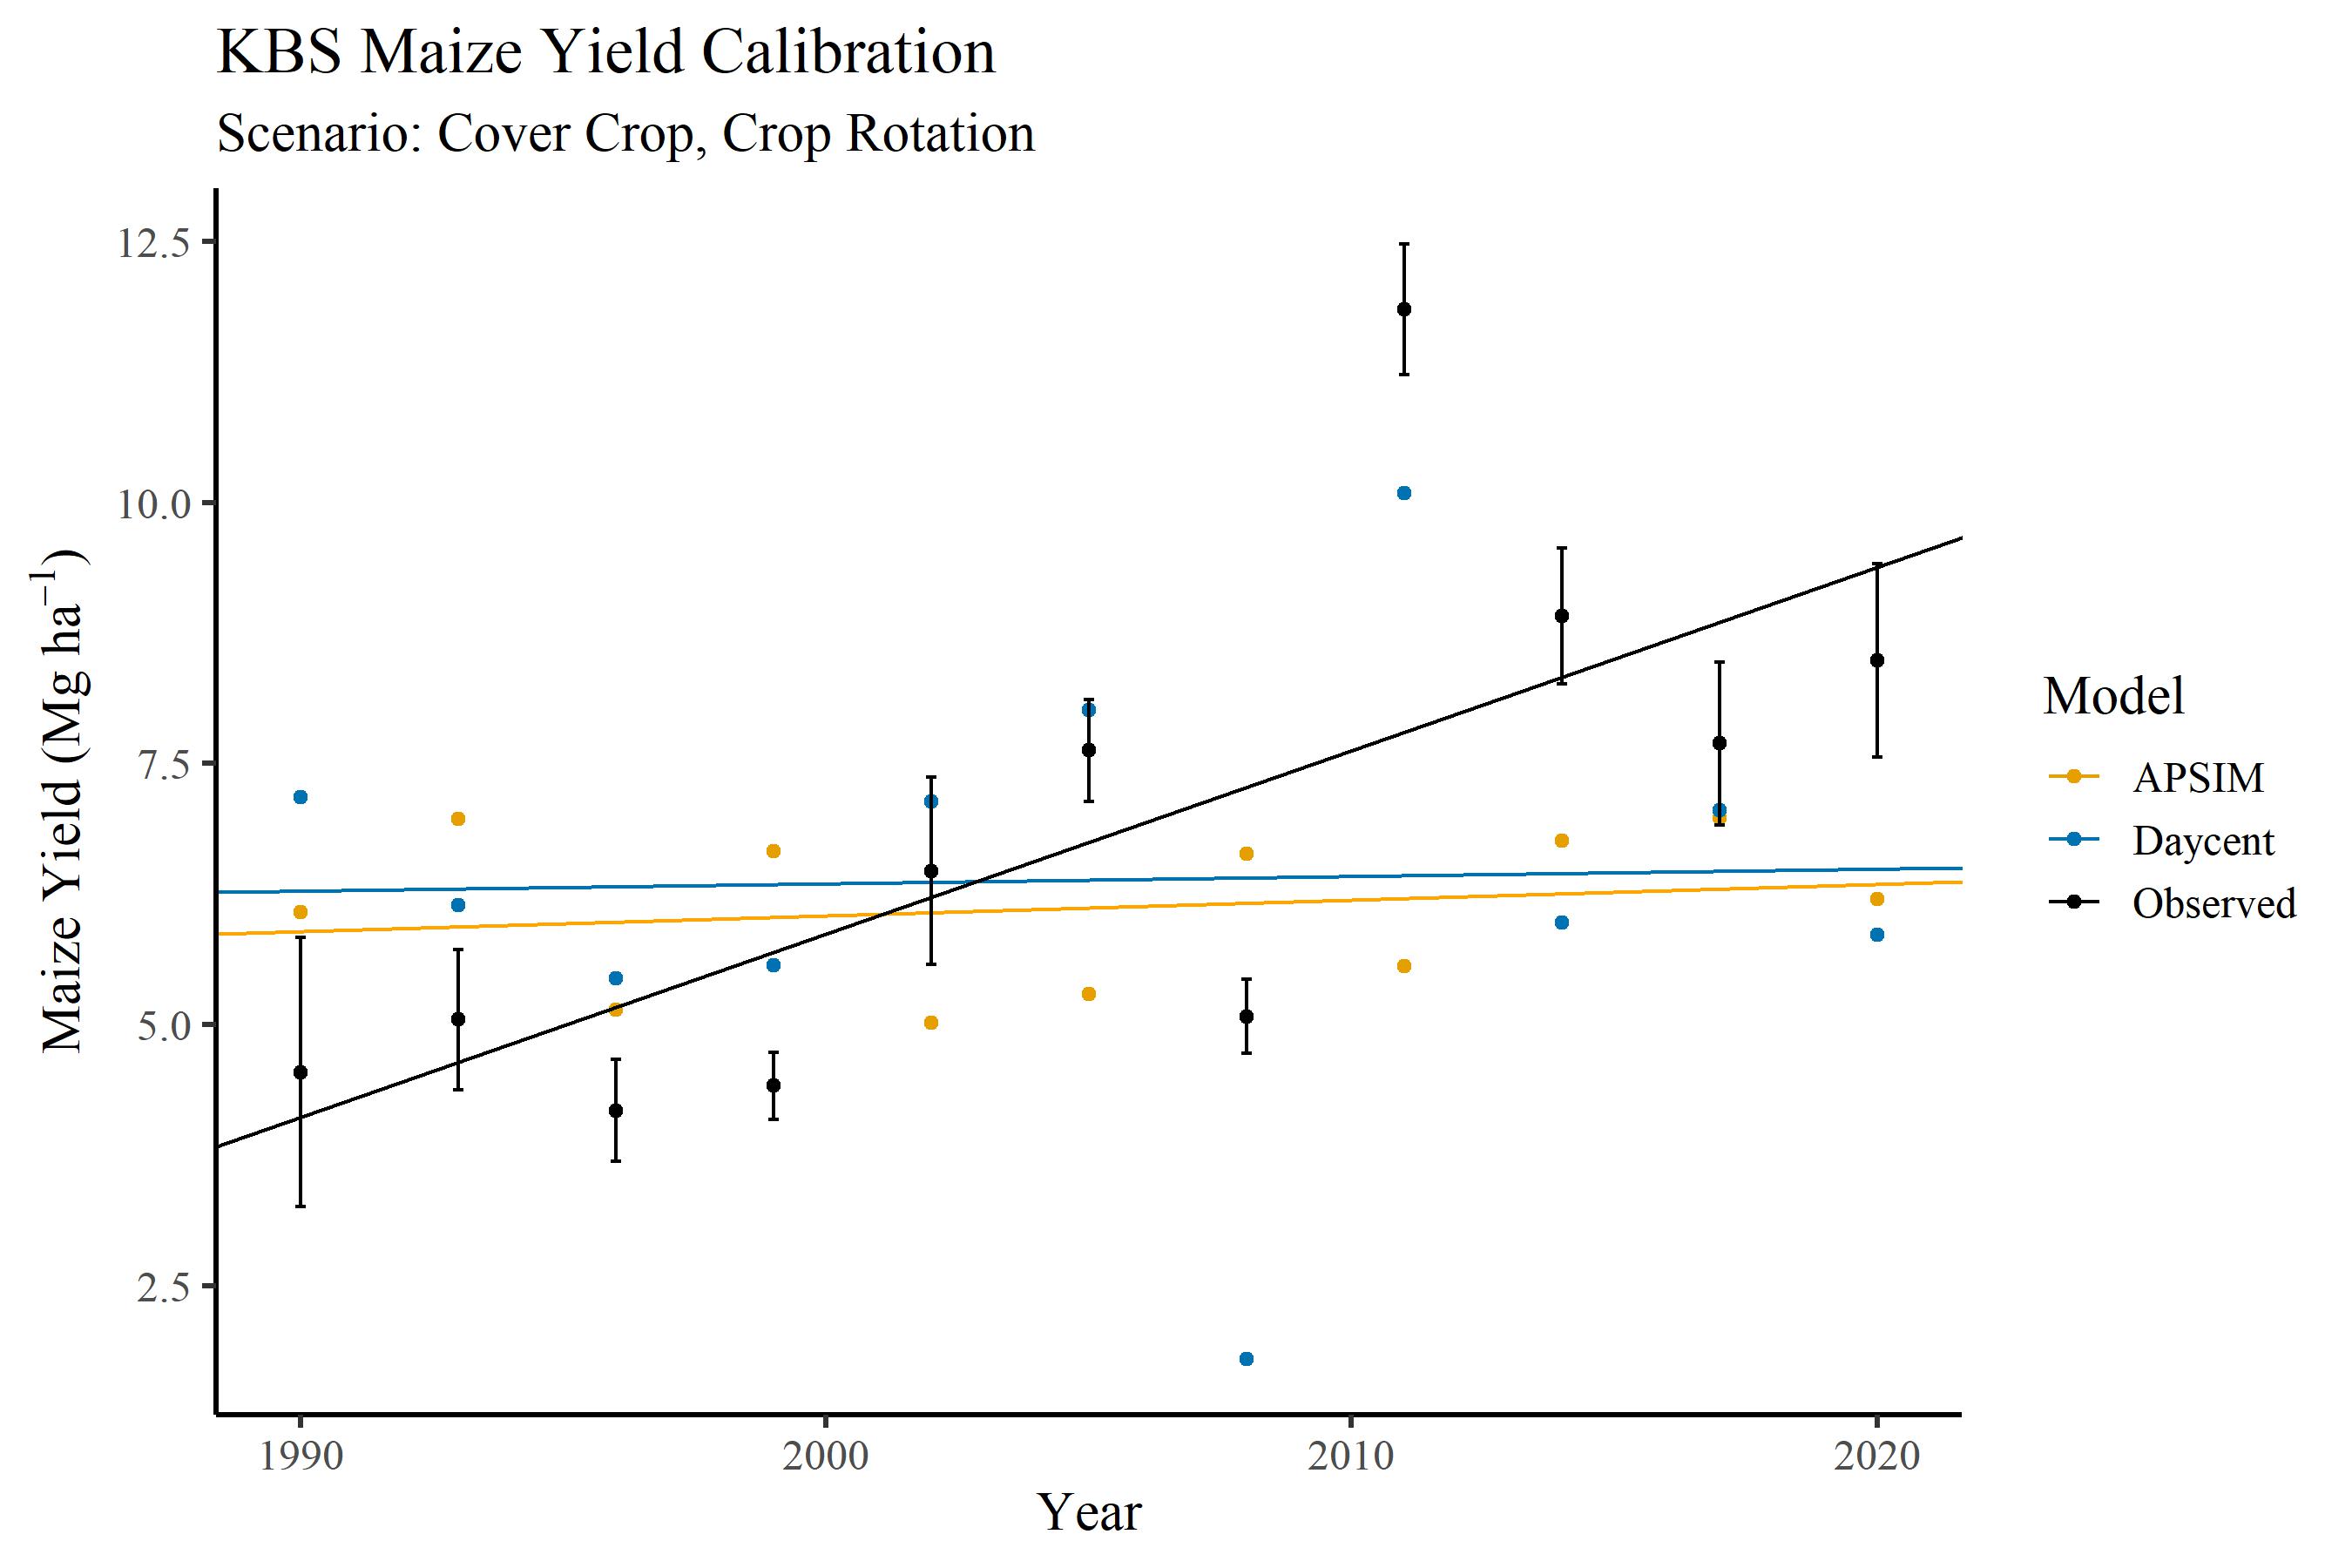 KBS Maize Yield Calibration
Scenario: Cover Crop, Crop Rotation
12.5
10.0
7.5
5.0
2.5
Maize Yield (Mg ha⁻¹)
1990
2000
2010
2020
Year
Model
APSIM
Daycent
Observed